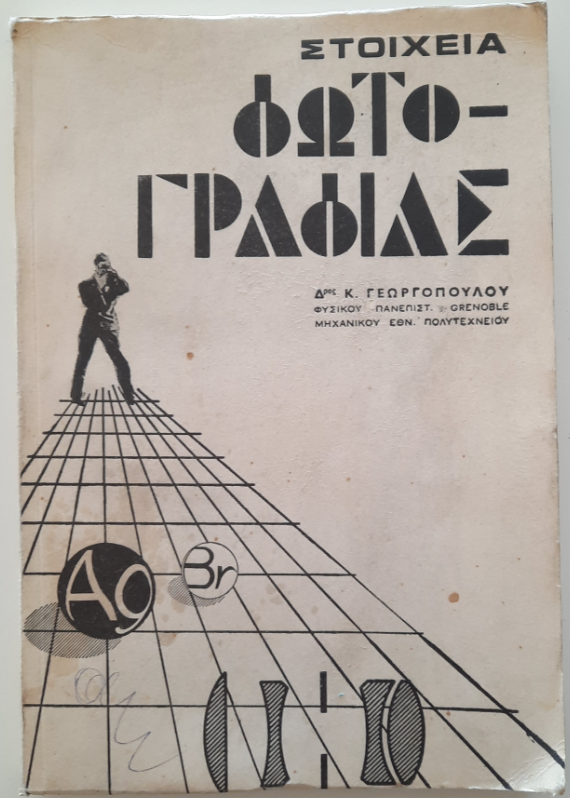 ΣΤΟΙΧΕΙΑ
ΦΩΤΟ-
ΓΡΑΦΙΑΣ
Δρος Κ. ΓΕΩΡΓΟΠΟΥΛΟΥ
ΦΥΣΙΚΟΥ ΠΑΝΕΠΙΣΤ. GRENOBLE
ΜΗΧΑΝΙΚΟΥ ΕΘΝ. ΠΟΛΥΤΕΧΝΕΙΟΥ
Ag
Br